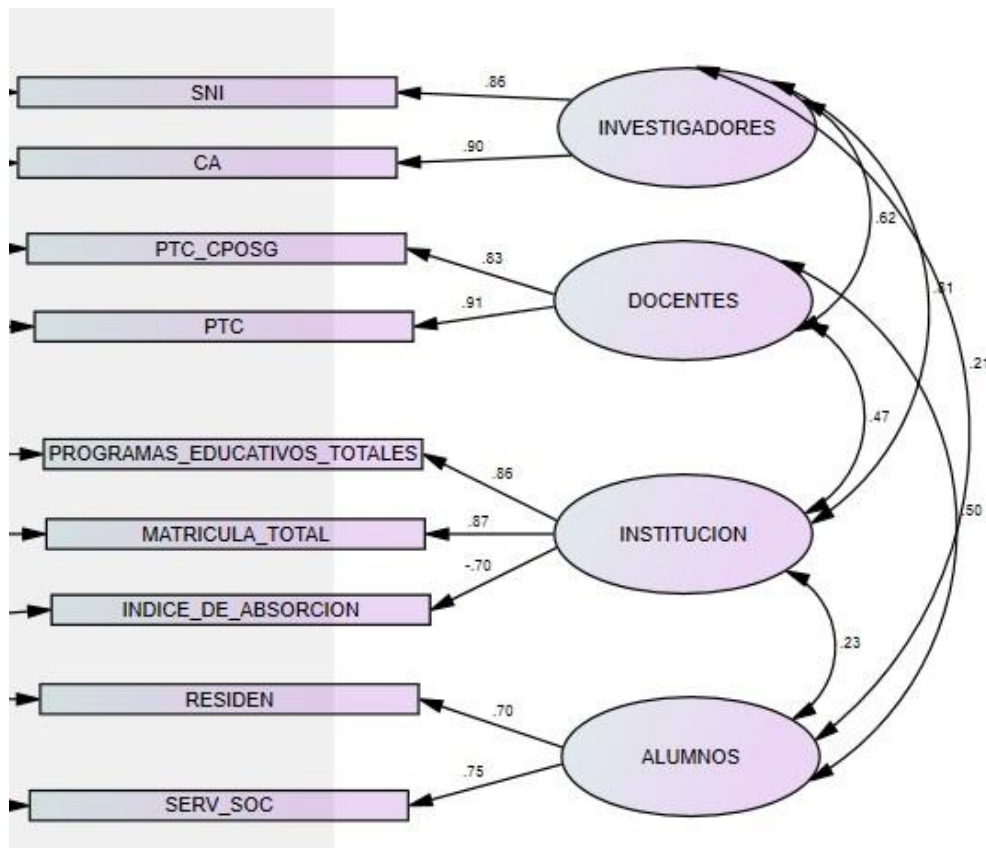 SNI
.86
INVESTIGADORES
CA
.90
.62
PTC_CPOSG
.83
DOCENTES
PTC
.91
.21
.47
PROGRAMAS_EDUCATIVOS_TOTALES
.86
MATRICULA_TOTAL
.87
INSTITUCION
.50
-.70
INDICE_DE_ABSORCION
.23
RESIDEN
.70
ALUMNOS
.75
SERV_SOC